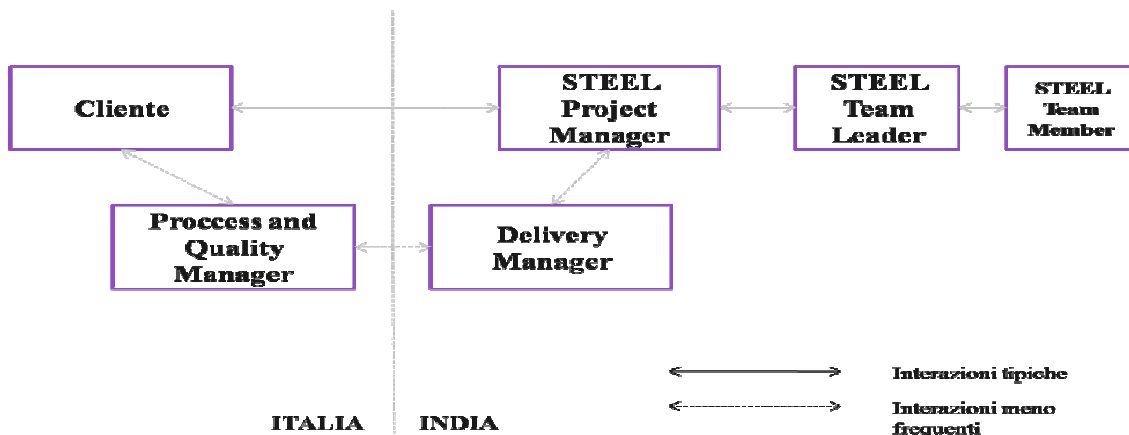 Cliente
STEEL
Project
Manager
STEEL
Team
Leader
STEEL
Team
Member
Proccess and
Quality
Manager
Delivery
Manager
Interazioni tipiche
Interazioni meno
frequenti
ITALIA
INDIA